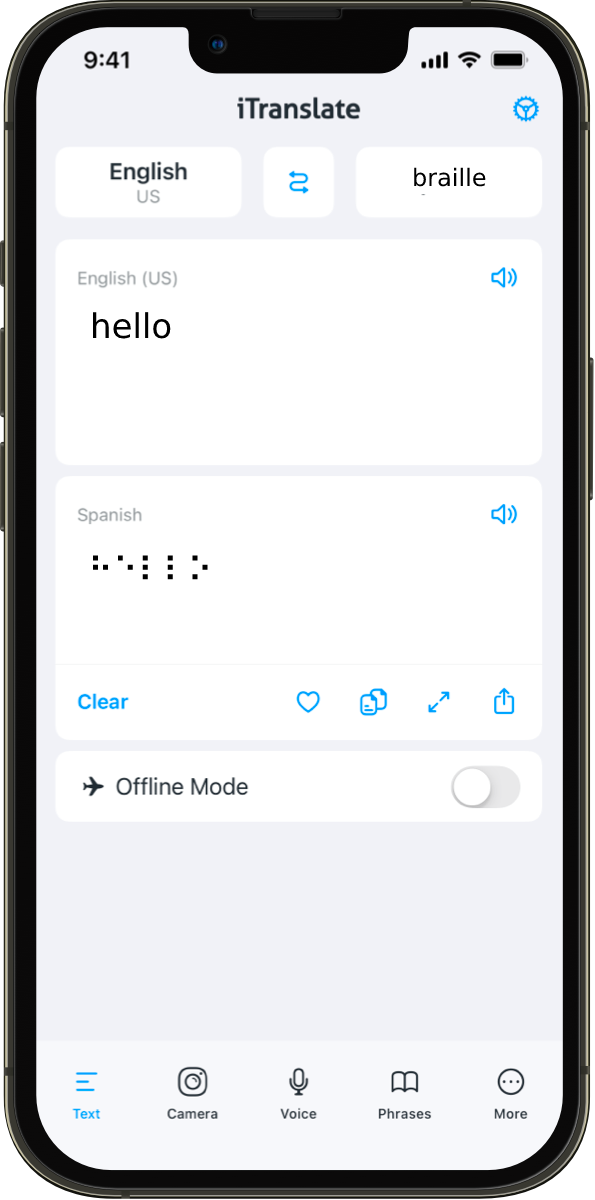 9:41
iTranslate
English
US
braille
English (US)
hello
Spanish
⠓⠑⠇⠇⠕
Clear
Offline Mode
Text
Camera
Voice
Phrases
More